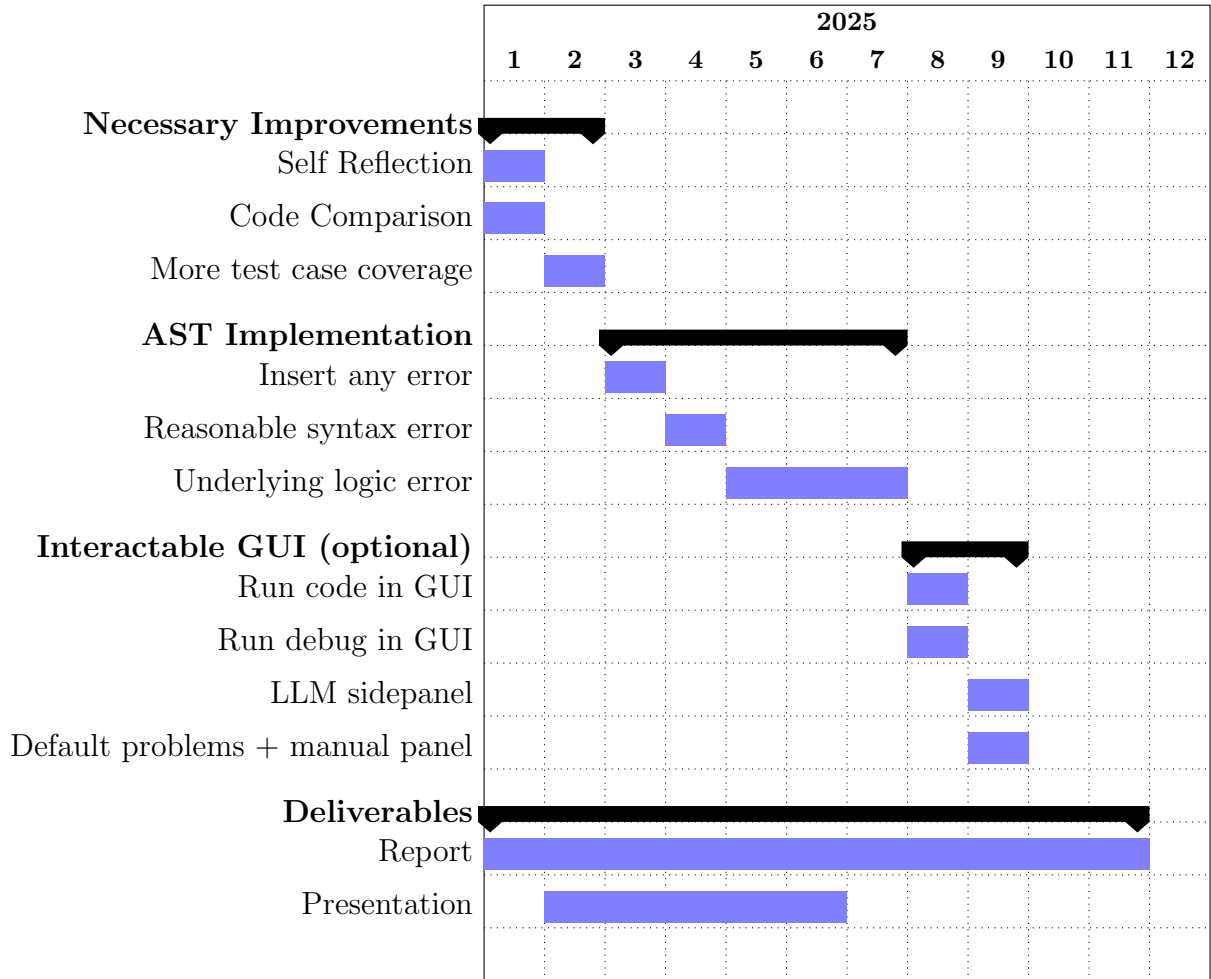 2025
1 2 3 4 5 6 7 8 9 10 11 12
Necessary Improvements
Self Reflection
Code Comparison
More test case coverage
AST Implementation
Insert any error
Reasonable syntax error
Underlying logic error
Interactable GUI (optional)
Run code in GUI
Run debug in GUI
LLM sidepanel
Default problems + manual panel
Deliverables
Report
Presentation